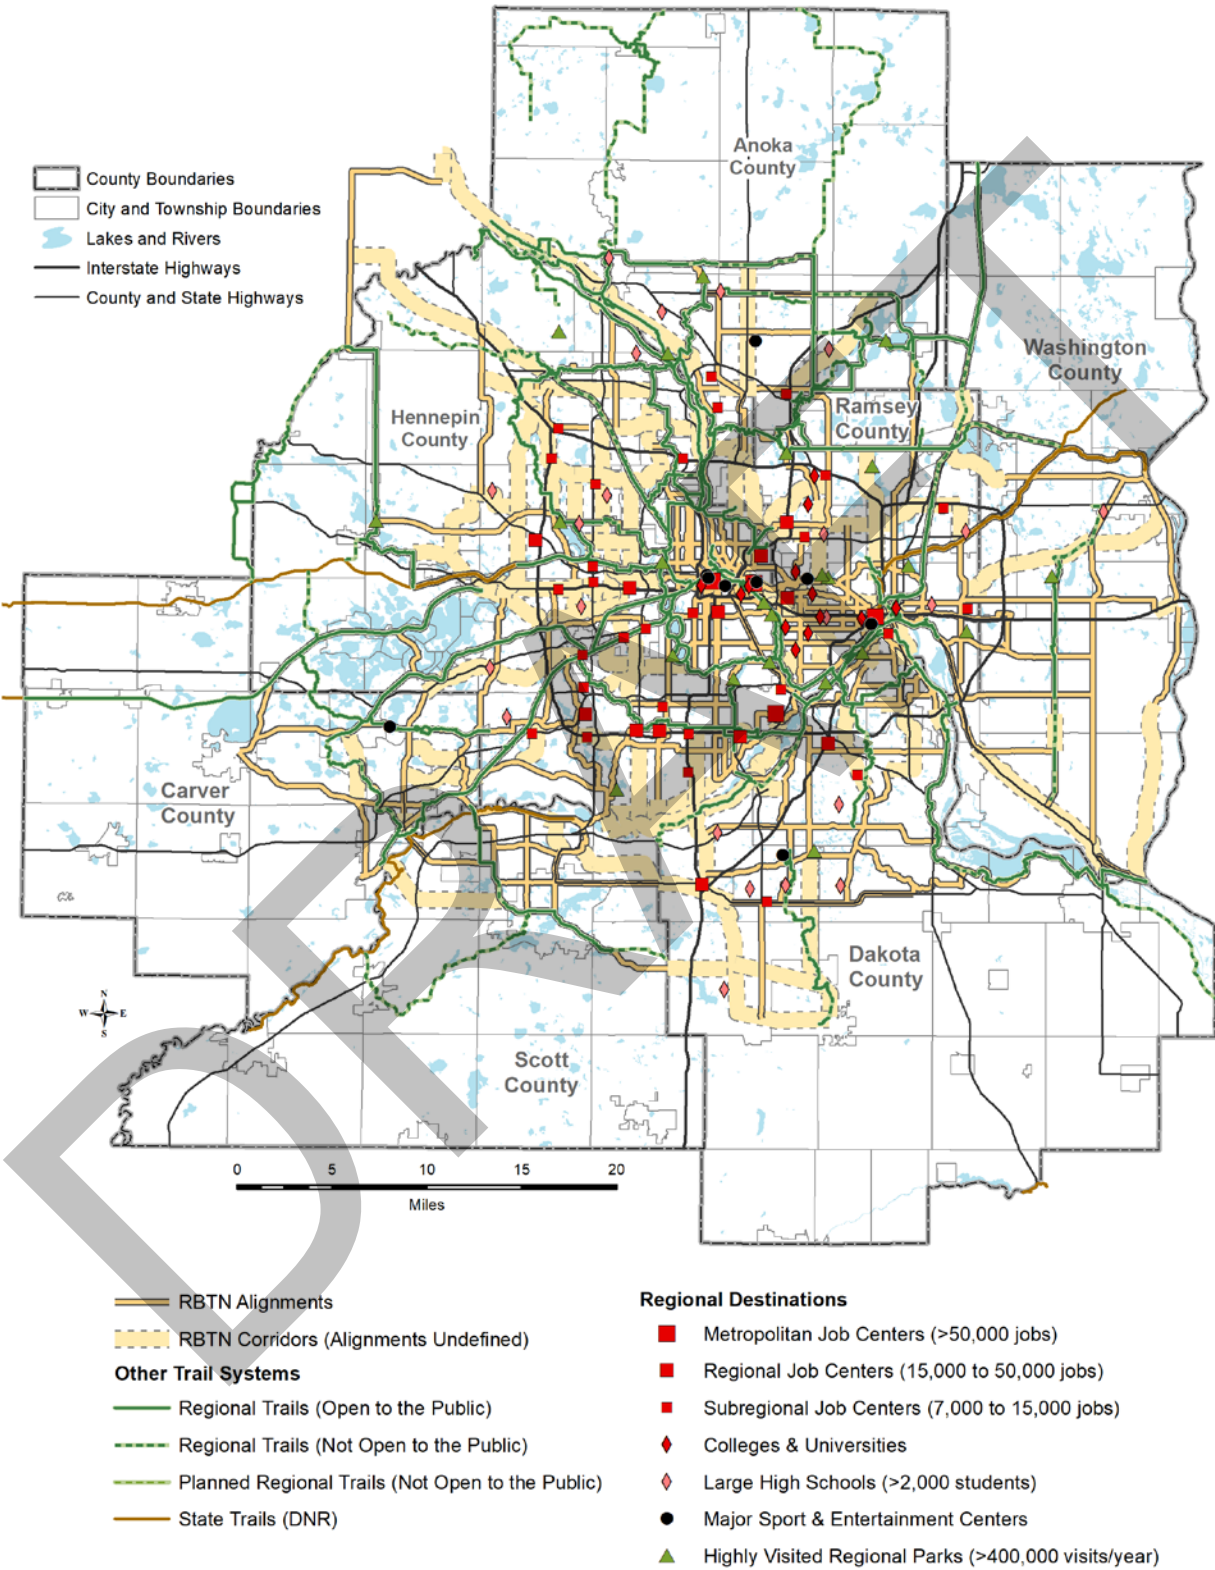 Anoka
County
County Boundaries
City and Township Boundaries
Lakes and Rivers
Interstate Highways
County and State Highways
Washington
County
Hennepin
County
Ramsey
County
Carver
County
Dakota
County
Scott
County
N
W E
S
0 5 10 15 20
Miles
DRAFT
RBTN Alignments
RBTN Corridors (Alignments Undefined)
Other Trail Systems
Regional Trails (Open to the Public)
Regional Trails (Not Open to the Public)
Planned Regional Trails (Not Open to the Public)
State Trails (DNR)
Regional Destinations
Metropolitan Job Centers (>50,000 jobs)
Regional Job Centers (15,000 to 50,000 jobs)
Subregional Job Centers (7,000 to 15,000 jobs)
Colleges & Universities
Large High Schools (>2,000 students)
Major Sport & Entertainment Centers
Highly Visited Regional Parks (>400,000 visits/year)